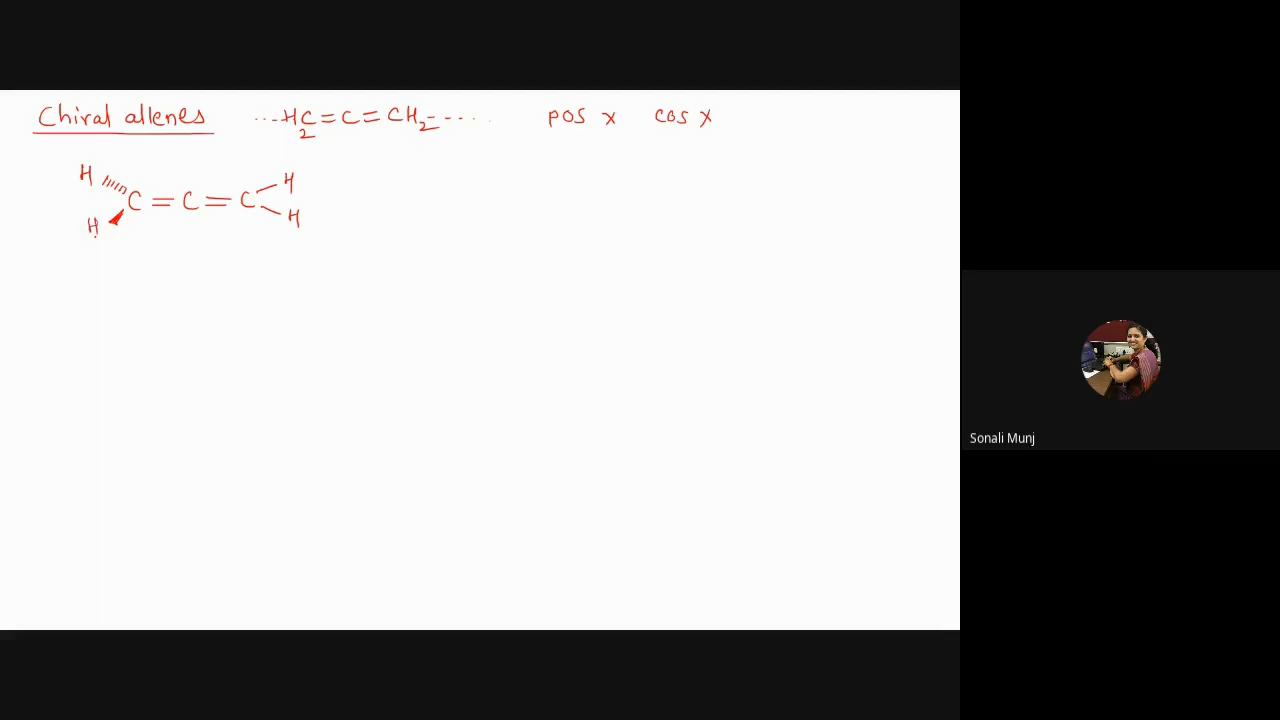 Chiral allenes ---H₂C=C=CH₂----- POS x COS x
H H
C = C = C
H H
Sonali Munj